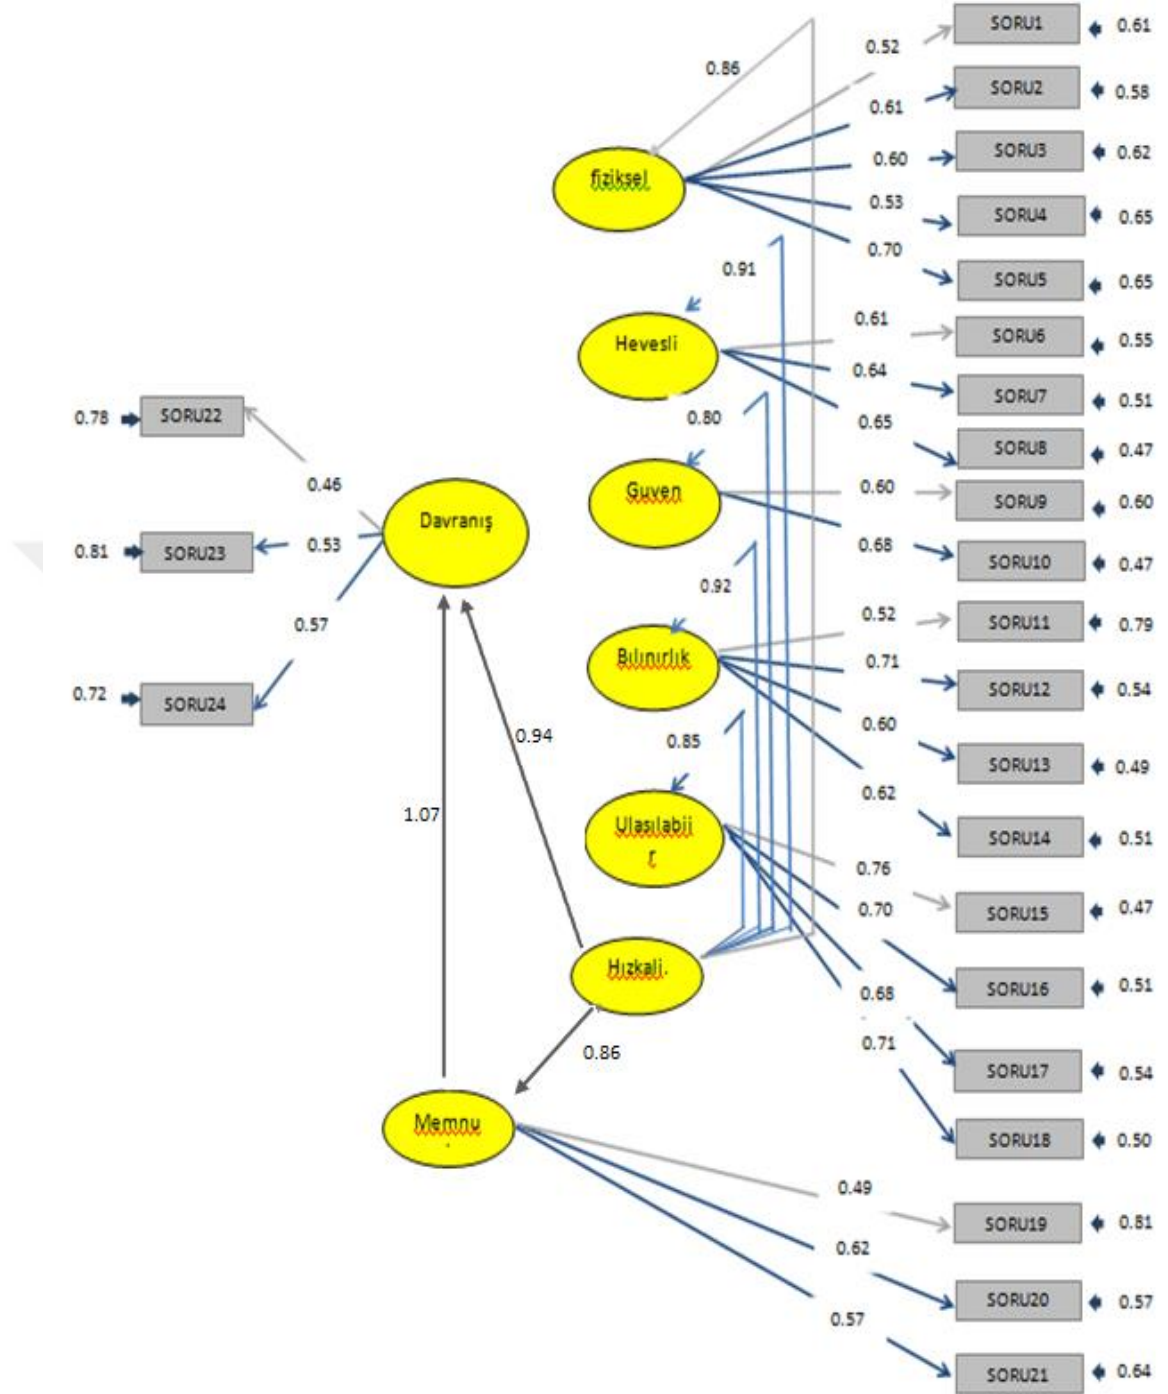 SORU1
0.61
0.52
0.86
SORU2
0.58
0.61
SORU3
0.62
0.60
fiziksel
0.53
SORU4
0.65
0.70
0.91
SORU5
0.65
0.61
SORU6
0.55
Hevesli
0.64
SORU7
0.51
0.80
0.65
SORU8
0.47
0.78
SORU22
0.46
Guven
0.60
SORU9
0.60
Davranış
0.68
SORU10
0.47
0.81
SORU23
0.53
0.92
0.52
SORU11
0.79
0.57
Bılınırlık
0.71
SORU12
0.54
0.72
SORU24
0.94
0.85
0.60
SORU13
0.49
0.62
1.07
Ulasılabiı
r
SORU14
0.51
0.76
0.70
SORU15
0.47
Hızkali.
0.68
SORU16
0.51
0.86
0.71
SORU17
0.54
Memnu
.
SORU18
0.50
0.49
SORU19
0.81
0.62
0.57
SORU20
0.57
SORU21
0.64